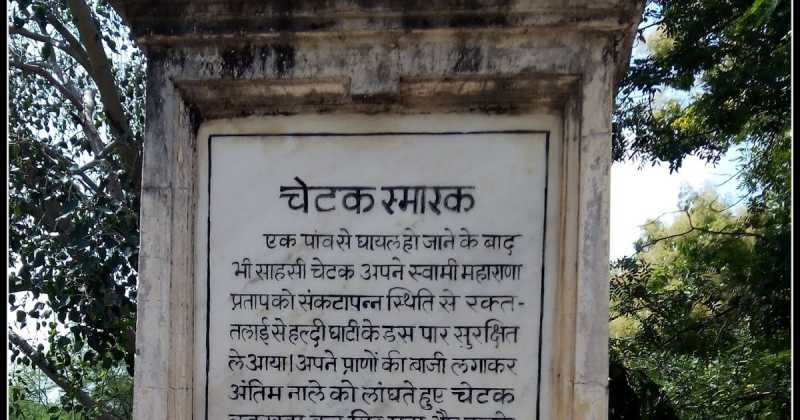 चेटक स्मारक
एक पांव से घायल हो जाने के बाद
भी साहसी चेटक अपने स्वामी महाराणा
प्रताप को संकटापन्न स्थिति से रक्त-
तलाई से हल्दी घाटी के डस पार सुरक्षित
ले आया। अपने प्राणों की बाजी लगाकर
अंतिम नाले को लांघते हुए चेटक